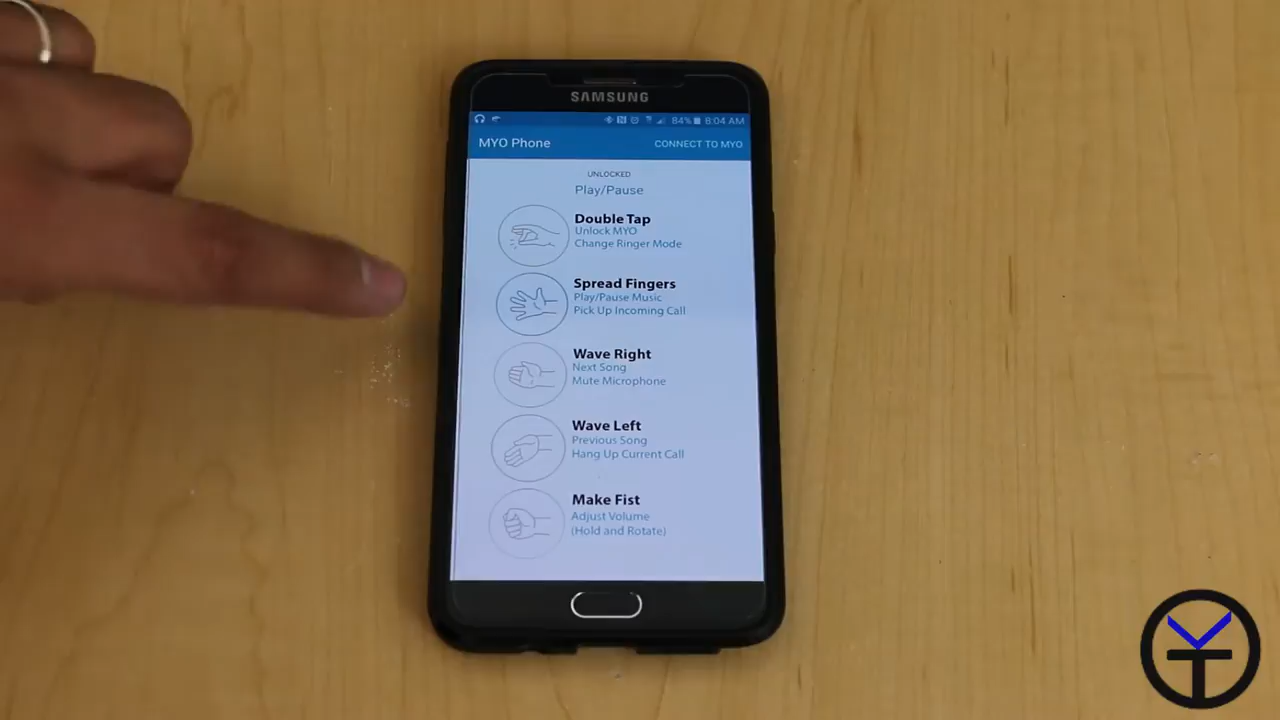 SAMSUNG
84% 8:04 AM
MYO Phone CONNECT TO MYO
UNLOCKED
Play/Pause
Double Tap
Unlock MYO
Change Ringer Mode
Spread Fingers
Play/Pause Music
Pick Up Incoming Call
Wave Right
Next Song
Mute Microphone
Wave Left
Previous Song
Hang Up Current Call
Make Fist
Adjust Volume
(Hold and Rotate)